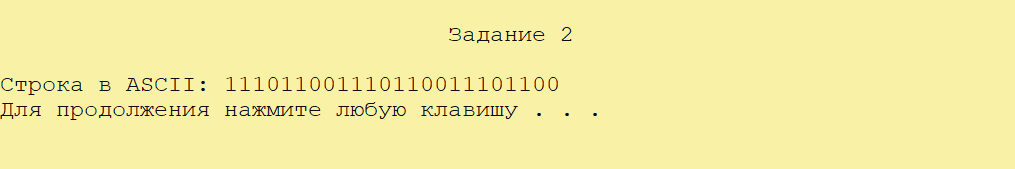 Задание 2
Строка в ASCII: 111011001110110011101100
Для продолжения нажмите любую клавишу . . .